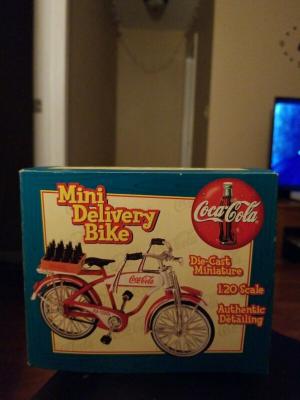 Mini
Delivery
Bike
Coca-Cola
Die-Cast
Miniature
1:20 Scale
Authentic
Detailing
Coca-Cola